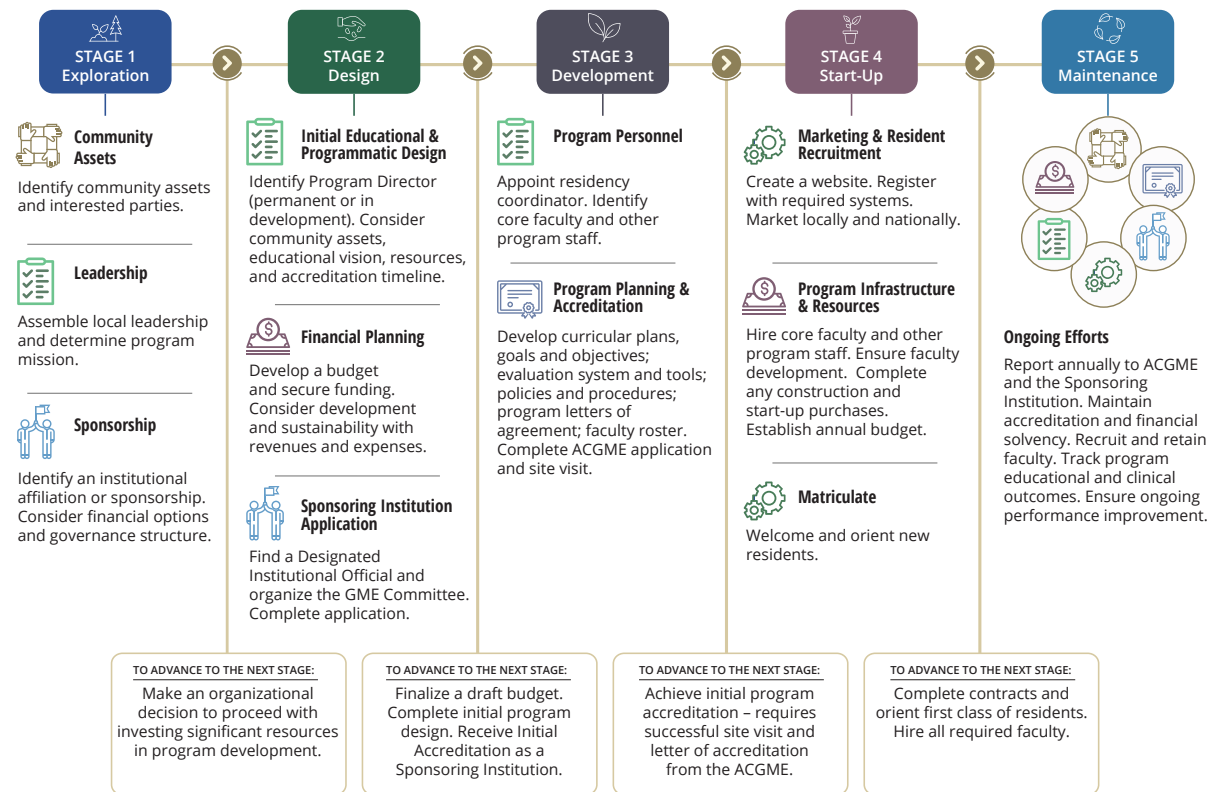 STAGE 1
Exploration
Community
Assets
Identify community assets
and interested parties.
Leadership
Assemble local leadership
and determine program
mission.
Sponsorship
Identify an institutional
affiliation or sponsorship.
Consider financial options
and governance structure.
TO ADVANCE TO THE NEXT STAGE:
Make an organizational
decision to proceed with
investing significant resources
in program development.
STAGE 2
Design
Initial Educational &
Programmatic Design
Identify Program Director
(permanent or in
development). Consider
community assets,
educational vision, resources,
and accreditation timeline.
Financial Planning
Develop a budget
and secure funding.
Consider development
and sustainability with
revenues and expenses.
Sponsoring Institution
Application
Find a Designated
Institutional Official and
organize the GME Committee.
Complete application.
TO ADVANCE TO THE NEXT STAGE:
Finalize a draft budget.
Complete initial program
design. Receive Initial
Accreditation as a
Sponsoring Institution.
STAGE 3
Development
Program Personnel
Appoint residency
coordinator. Identify
core faculty and other
program staff.
Program Planning &
Accreditation
Develop curricular plans,
goals and objectives;
evaluation system and tools;
policies and procedures;
program letters of
agreement; faculty roster.
Complete ACGME application
and site visit.
TO ADVANCE TO THE NEXT STAGE:
Achieve initial program
accreditation – requires
successful site visit and
letter of accreditation
from the ACGME.
STAGE 4
Start-Up
Marketing & Resident
Recruitment
Create a website. Register
with required systems.
Market locally and nationally.
Program Infrastructure
& Resources
Hire core faculty and other
program staff. Ensure faculty
development. Complete
any construction and
start-up purchases.
Establish annual budget.
Matriculate
Welcome and orient new
residents.
TO ADVANCE TO THE NEXT STAGE:
Complete contracts and
orient first class of residents.
Hire all required faculty.
STAGE 5
Maintenance
Ongoing Efforts
Report annually to ACGME
and the Sponsoring
Institution. Maintain
accreditation and financial
solvency. Recruit and retain
faculty. Track program
educational and clinical
outcomes. Ensure ongoing
performance improvement.